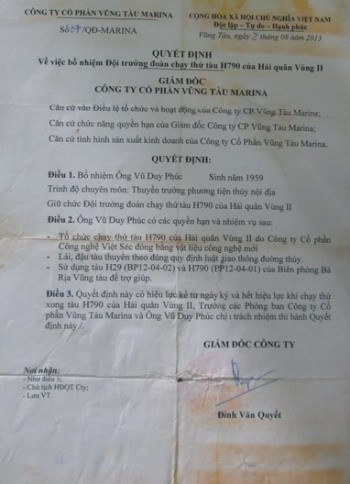 CÔNG TY CỔ PHẦN VŨNG TÀU MARINA
CỘNG HÒA XÃ HỘI CHỦ NGHĨA VIỆT NAM
Độc lập – Tự do – Hạnh phúc
Số 09 /QĐ-MARINA
Vũng Tàu, ngày 2 tháng 08 năm 2013
QUYẾT ĐỊNH
Về việc bổ nhiệm Đội trưởng đoàn chạy thử tàu H790 của Hải quân Vùng II
GIÁM ĐỐC
CÔNG TY CỔ PHẦN VŨNG TÀU MARINA
Căn cứ vào Điều lệ tổ chức và hoạt động của Công ty CP Vũng Tàu Marina;
Căn cứ chức năng quyền hạn của Giám đốc Công ty CP Vũng Tàu Marina;
Căn cứ tình hình sản xuất kinh doanh của Công ty Cổ Phần Vũng Tàu Marina.
QUYẾT ĐỊNH:
Điều 1. Bổ nhiệm Ông Vũ Duy Phúc Sinh năm 1959
Trình độ chuyên môn: Thuyền trưởng phương tiện thủy nội địa
Giữ chức Đội trưởng đoàn chạy thử tàu H790 của Hải quân Vùng II
Điều 2. Ông Vũ Duy Phúc có các quyền hạn và nhiệm vụ sau:
- Tổ chức chạy thử tàu H790 của Hải quân Vùng II do Công ty Cổ phần
Công nghệ Việt Séc đóng bằng vật liệu công nghệ mới
- Lái, đậu tàu thuyền theo đúng quy định luật giao thông đường thủy.
- Sử dụng tàu H29 (BP12-04-02) và H790 (BP12-04-01) của Biên phòng Bà
Rịa Vũng tàu để trợ giúp.
Điều 3. Quyết định này có hiệu lực kể từ ngày ký và hết hiệu lực khi chạy thử
xong tàu H790 của Hải quân Vùng II, Trưởng các Phòng ban Công ty Cổ
phần Vũng Tàu Marina và Ông Vũ Duy Phúc chịu trách nhiệm thi hành Quyết
định này./.
GIÁM ĐỐC CÔNG TY
Nơi nhận:
- Như điều 3;
- Chủ tịch HĐQT Cty;
- Lưu VT.
Đinh Văn Quyết